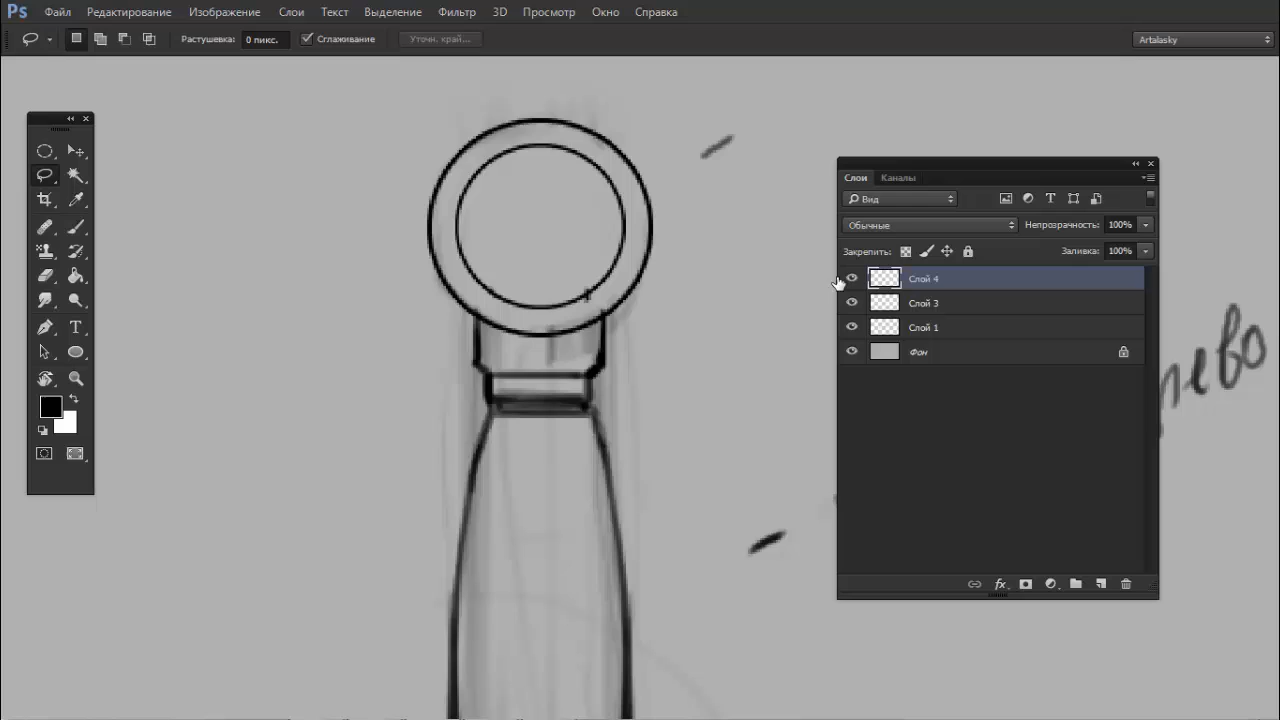 Ps Файл Редактирование Изображение Слои Текст Выделение Фильтр 3D Просмотр Окно Справка
Растушевка: 0 пикс. Сглаживание Уточн. край... Artalasky
Слои Каналы
Вид
Обычные Непрозрачность: 100%
Закрепить: Заливка: 100%
Слой 4
Слой 3
Слой 1
Фон
T
T
fx